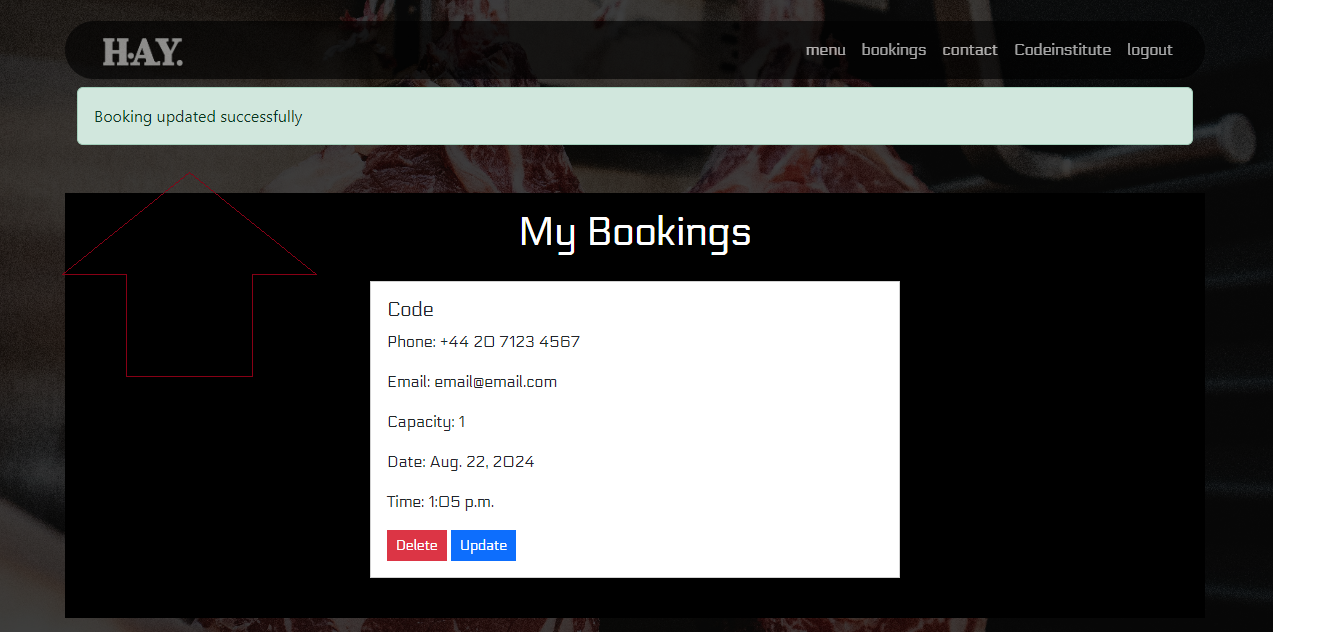 H·A·Y.
menu bookings contact Codeinstitute logout
Booking updated successfully
My Bookings
Code
Phone: +44 20 7123 4567
Email: email@email.com
Capacity: 1
Date: Aug. 22, 2024
Time: 1:05 p.m.
Delete Update